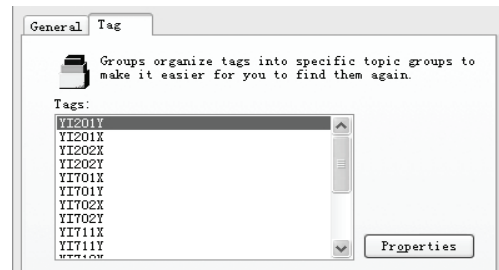 General Tag
Groups organize tags into specific topic groups to
make it easier for you to find them again.
Tags:
YI201Y
YI201X
YI202X
YI202Y
YI701X
YI701Y
YI702X
YI702Y
YI711X
YI711Y
Properties